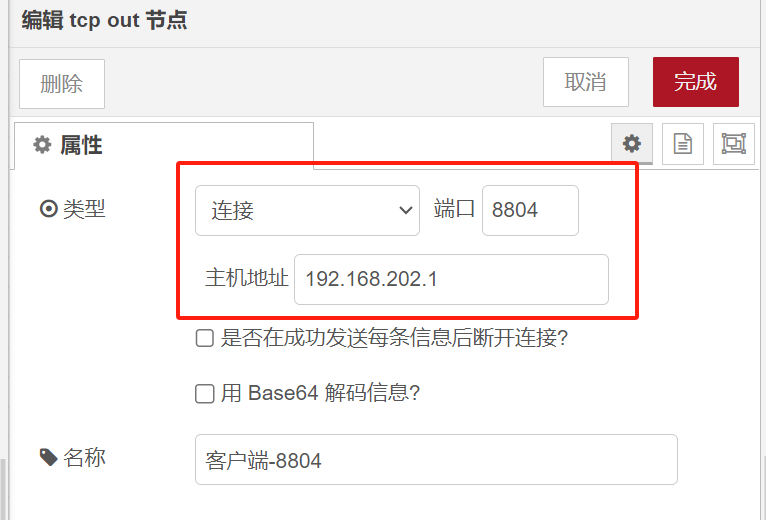 编辑 tcp out 节点
删除 取消 完成
属性
类型 连接 端口 8804
主机地址 192.168.202.1
是否在成功发送每条信息后断开连接?
用 Base64 解码信息?
名称 客户端-8804